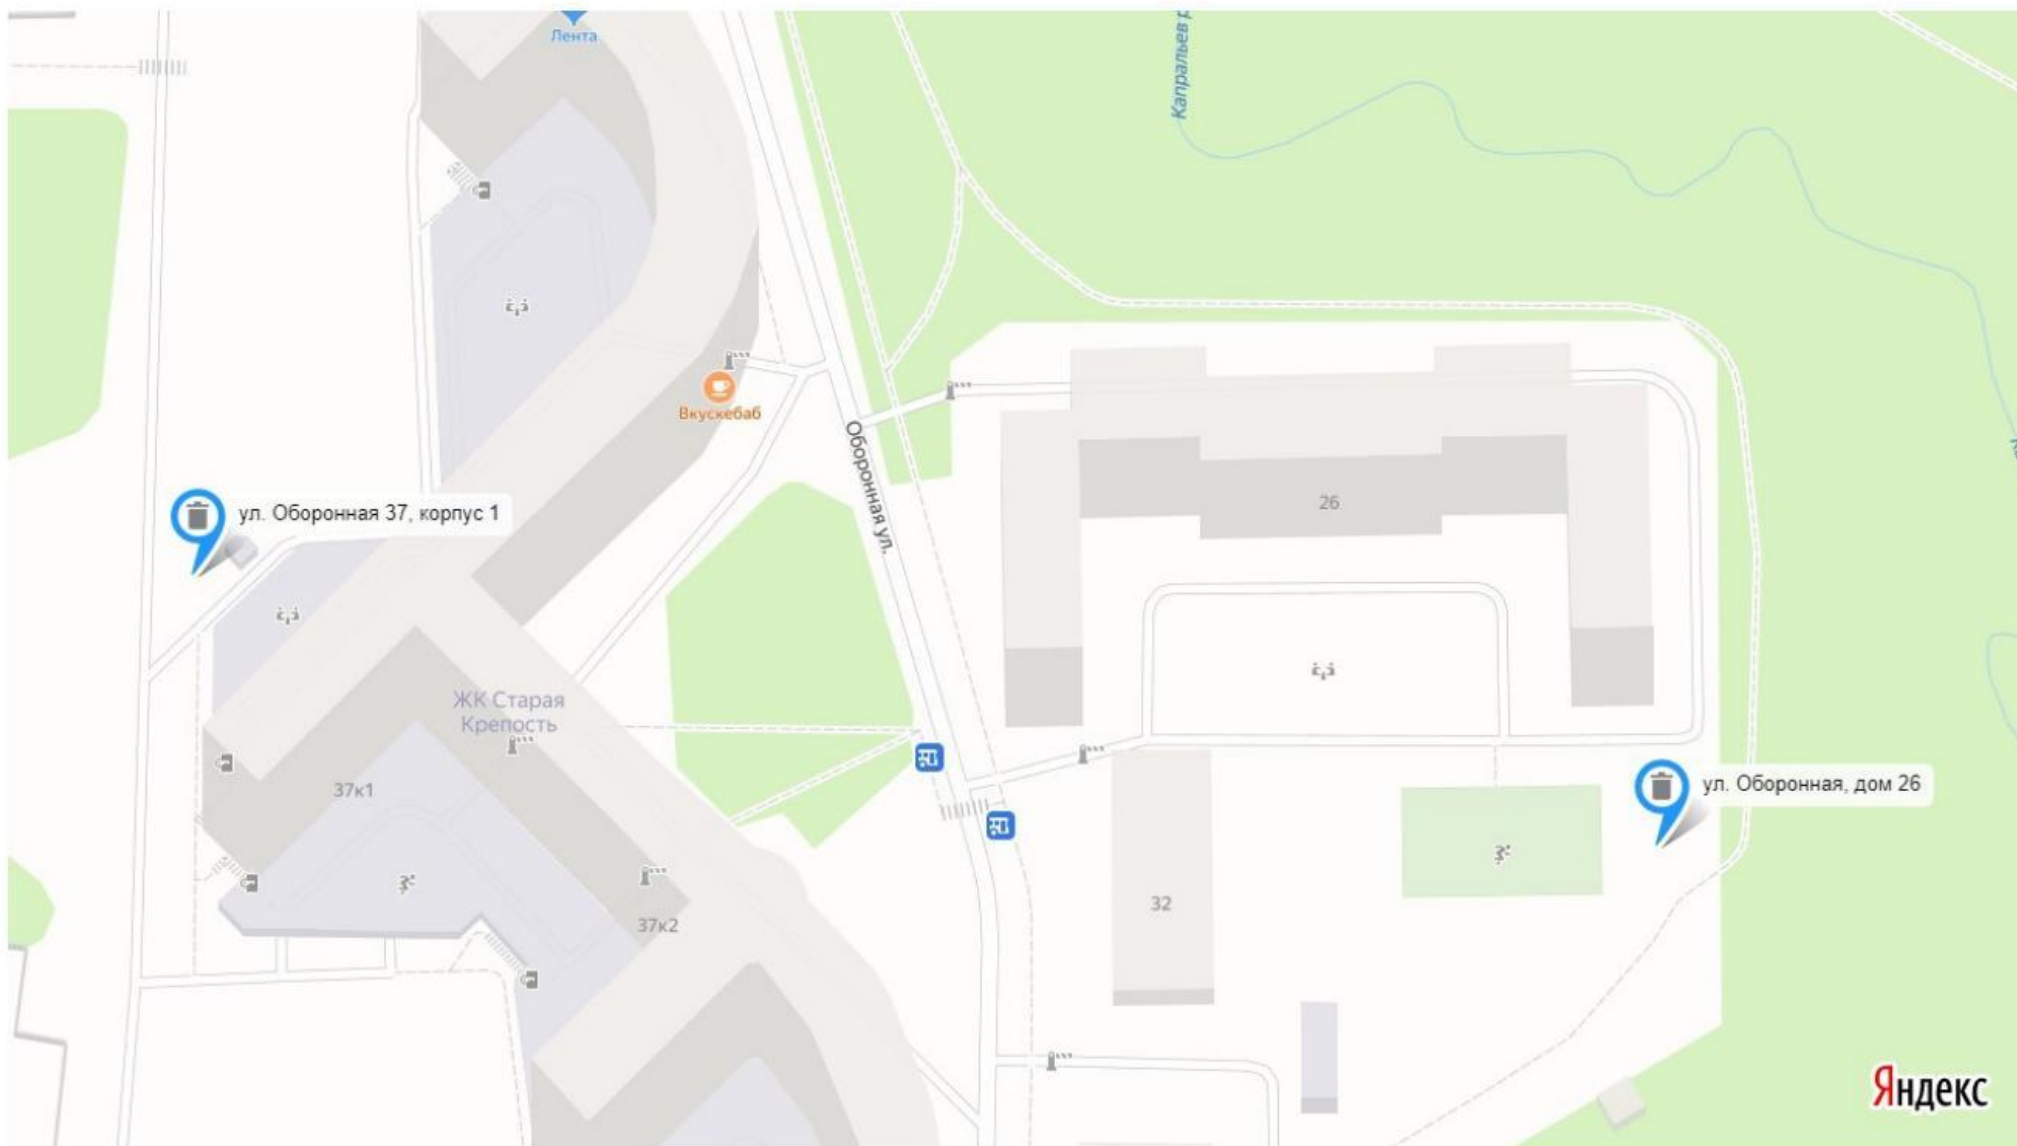 Лента
Капральев р
Вкускебаб
Оборонная ул.
ул. Оборонная 37, корпус 1
26
ЖК Старая
Крепость
ул. Оборонная, дом 26
37к1
32
37к2
Яндекс